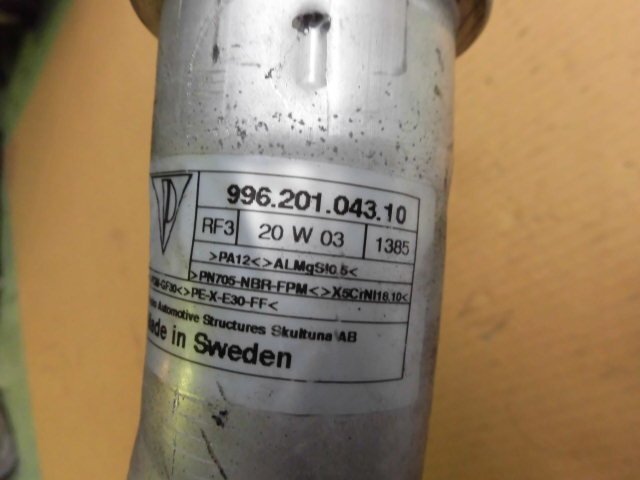 996.201.043.10
RF3 20 W 03 1385
>PA12<>ALMgSi0.5<
>PN705-NBR-FPM<>X5CrNi18.10<
-GF30<>PE-X-E30-FF<
Automotive Structures Skultuna AB
Made in Sweden